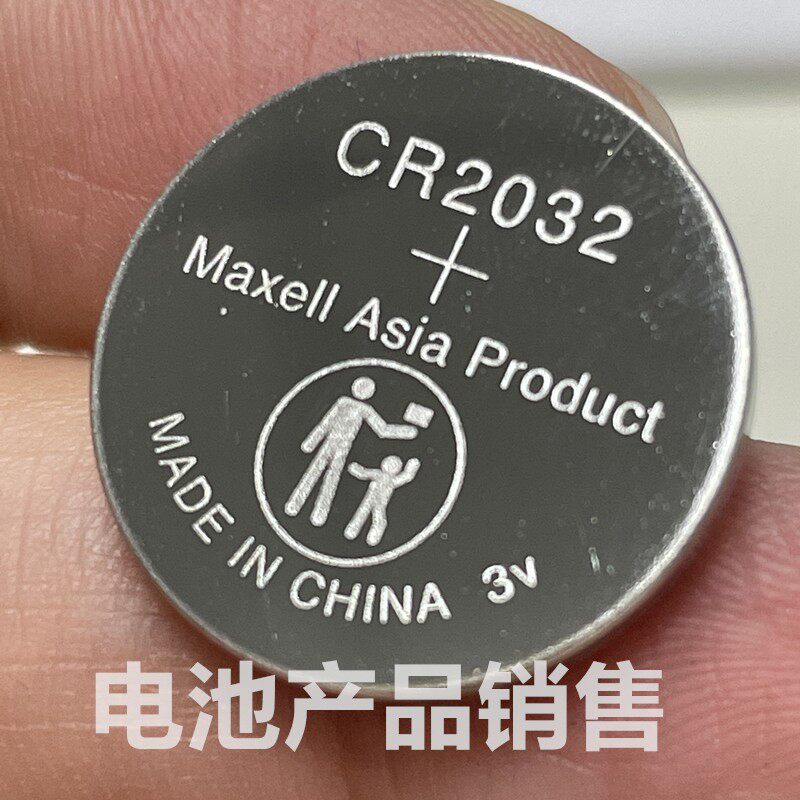 CR2032
+
Maxell Asia Product
MADE IN CHINA 3V
电池产品销售